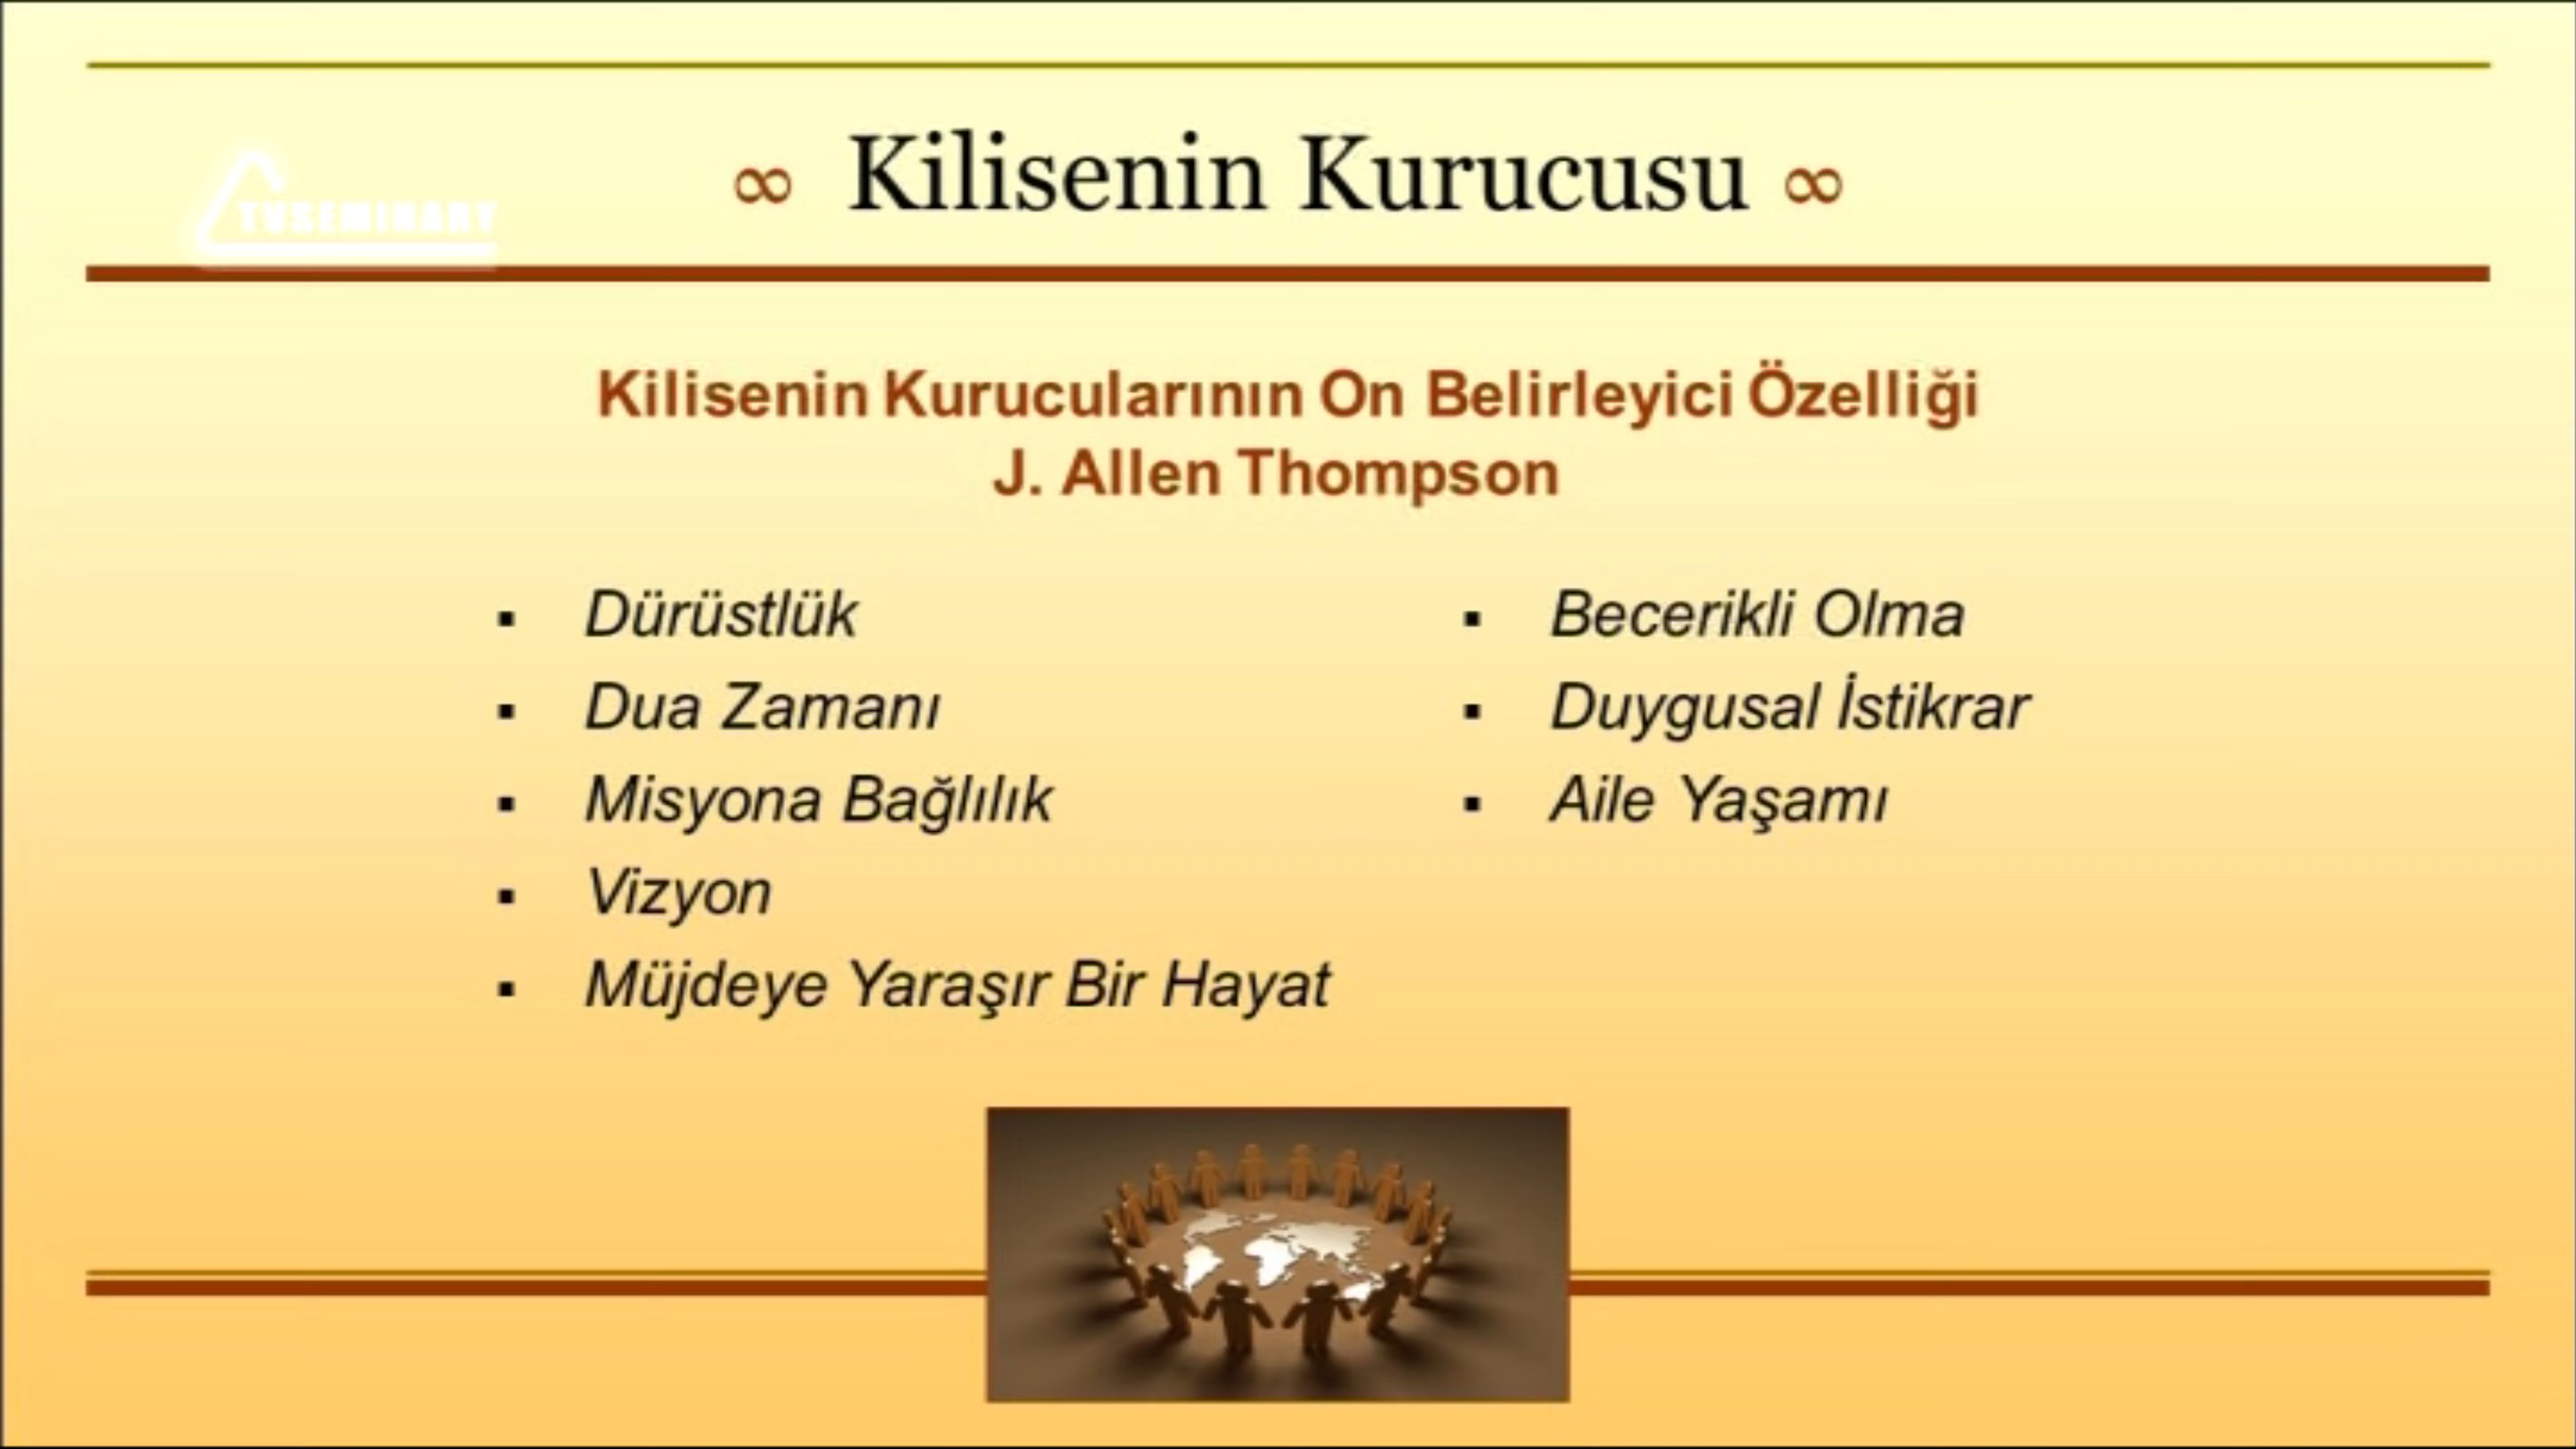 TVSEMINARY
∞ Kilisenin Kurucusu ∞
Kilisenin Kurucularının On Belirleyici Özelliği
J. Allen Thompson
▪ Dürüstlük
▪ Dua Zamanı
▪ Misyona Bağlılık
▪ Vizyon
▪ Müjdeye Yaraşır Bir Hayat
▪ Becerikli Olma
▪ Duygusal İstikrar
▪ Aile Yaşamı